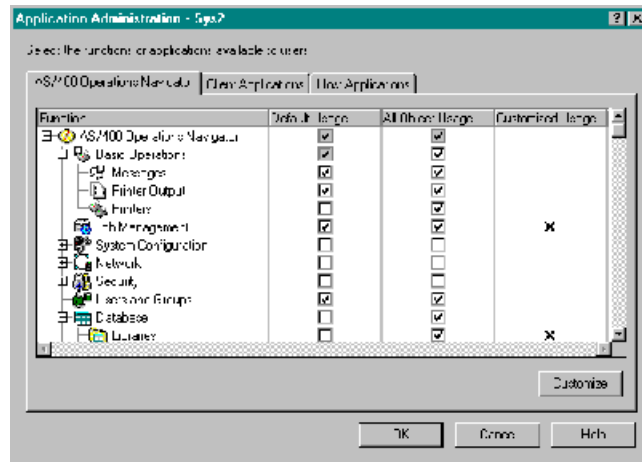 Application Administration - Sys2
Select the functions or applications available to users
AS/400 Operations Navigator Client Applications Host Applications
Function Default Usage All Object Usage Customized Usage
AS/400 Operations Navigator
Basic Operations
Messages
Printer Output
Printers
Job Management
System Configuration
Network
Security
Users and Groups
Database
Libraries
Customize
OK Cancel Help